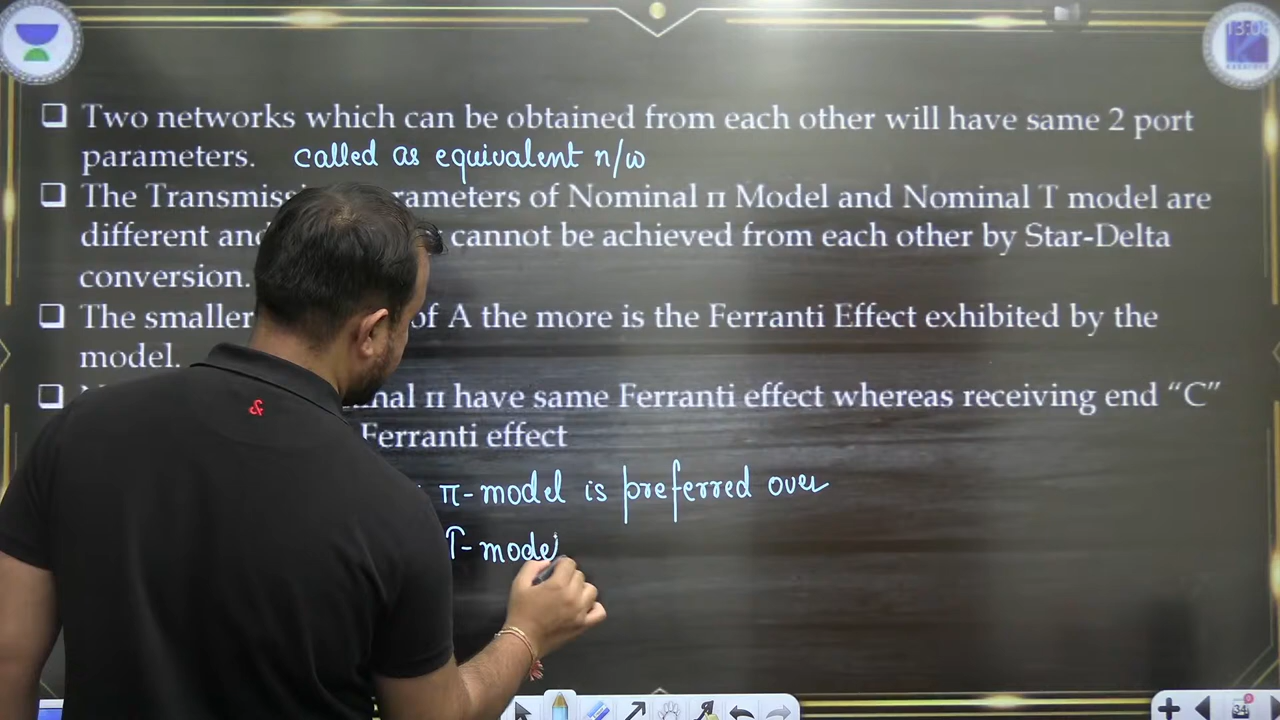 Two networks which can be obtained from each other will have same 2 port
parameters. called as equivalent n/w
The rameters of Nominal π Model and Nominal T model are
different and cannot be achieved from each other by Star-Delta
conversion.
The smaller of A the more is the Ferranti Effect exhibited by the
model.
π have same Ferranti effect whereas receiving end “C”
Ferranti effect
π-model is preferred over
T-mode
34